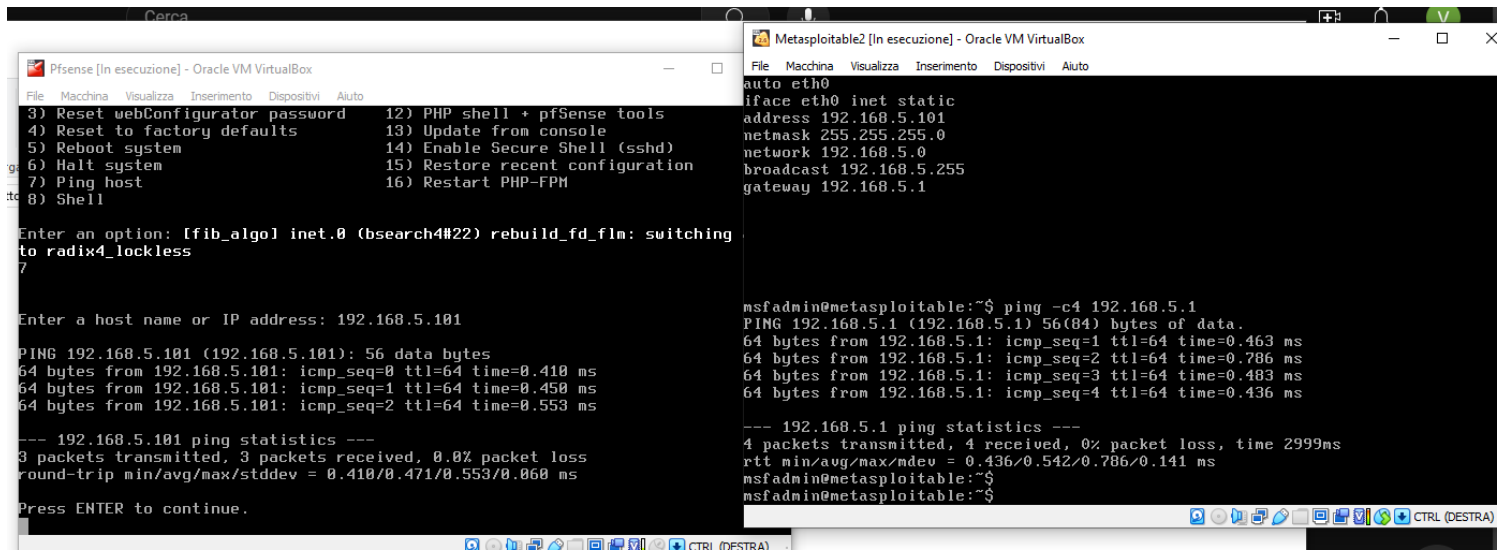 Cerca
V
Pfsense [In esecuzione] - Oracle VM VirtualBox
File Macchina Visualizza Inserimento Dispositivi Aiuto
3) Reset webConfigurator password 12) PHP shell + pfSense tools
4) Reset to factory defaults 13) Update from console
5) Reboot system 14) Enable Secure Shell (sshd)
6) Halt system 15) Restore recent configuration
7) Ping host 16) Restart PHP-FPM
8) Shell
Enter an option: [fib_algo] inet.0 (bsearch4#22) rebuild_fd_flm: switching
to radix4_lockless
7
Enter a host name or IP address: 192.168.5.101
PING 192.168.5.101 (192.168.5.101): 56 data bytes
64 bytes from 192.168.5.101: icmp_seq=0 ttl=64 time=0.410 ms
64 bytes from 192.168.5.101: icmp_seq=1 ttl=64 time=0.450 ms
64 bytes from 192.168.5.101: icmp_seq=2 ttl=64 time=0.553 ms
--- 192.168.5.101 ping statistics ---
3 packets transmitted, 3 packets received, 0.0% packet loss
round-trip min/avg/max/stddev = 0.410/0.471/0.553/0.060 ms
Press ENTER to continue.
CTRL (DESTRA)
Metasploitable2 [In esecuzione] - Oracle VM VirtualBox
File Macchina Visualizza Inserimento Dispositivi Aiuto
auto eth0
iface eth0 inet static
address 192.168.5.101
netmask 255.255.255.0
network 192.168.5.0
broadcast 192.168.5.255
gateway 192.168.5.1
msfadmin@metasploitable:~$ ping -c4 192.168.5.1
PING 192.168.5.1 (192.168.5.1) 56(84) bytes of data.
64 bytes from 192.168.5.1: icmp_seq=1 ttl=64 time=0.463 ms
64 bytes from 192.168.5.1: icmp_seq=2 ttl=64 time=0.786 ms
64 bytes from 192.168.5.1: icmp_seq=3 ttl=64 time=0.483 ms
64 bytes from 192.168.5.1: icmp_seq=4 ttl=64 time=0.436 ms
--- 192.168.5.1 ping statistics ---
4 packets transmitted, 4 received, 0% packet loss, time 2999ms
rtt min/avg/max/mdev = 0.436/0.542/0.786/0.141 ms
msfadmin@metasploitable:~$
msfadmin@metasploitable:~$
CTRL (DESTRA)